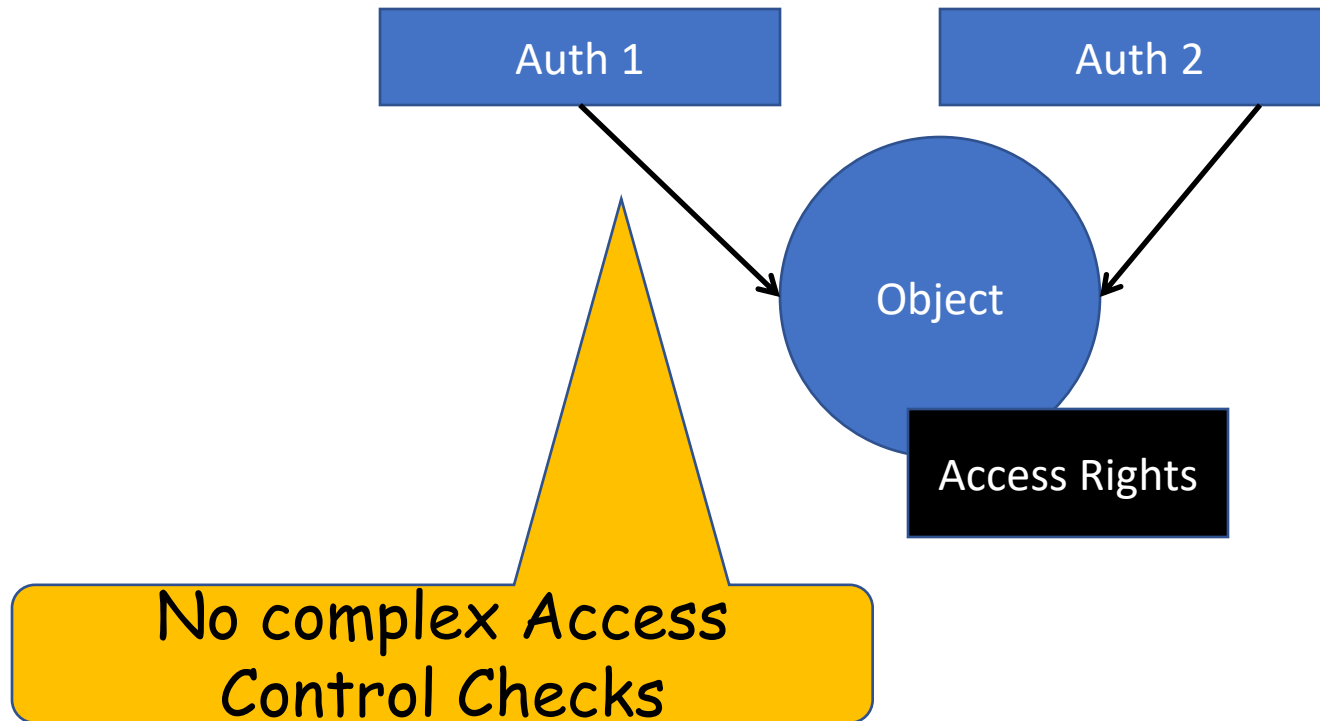 Auth 1
Auth 2
Object
Access Rights
No complex Access
Control Checks